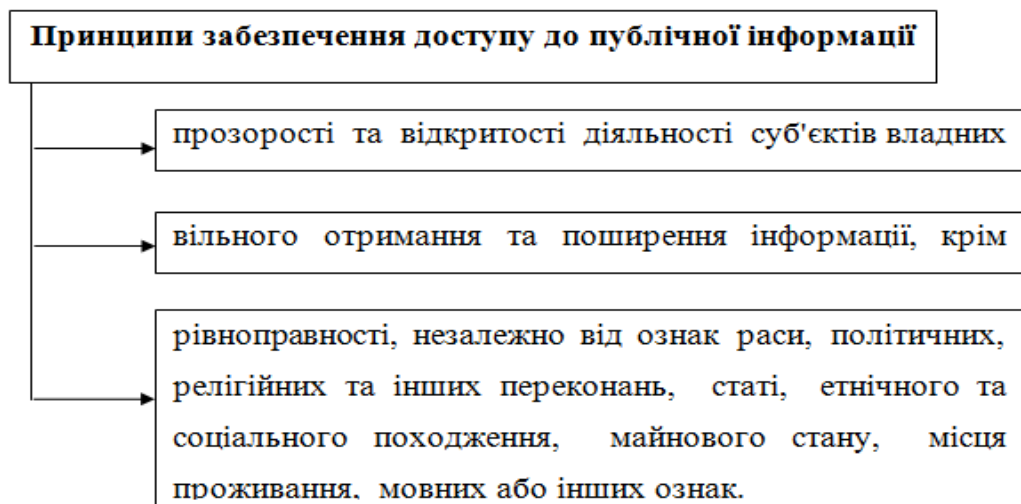 Принципи забезпечення доступу до публічної інформації
прозорості та відкритості діяльності суб'єктів владних
вільного отримання та поширення інформації, крім
рівноправності, незалежно від ознак раси, політичних,
релігійних та інших переконань, статі, етнічного та
соціального походження, майнового стану, місця
проживання, мовних або інших ознак.